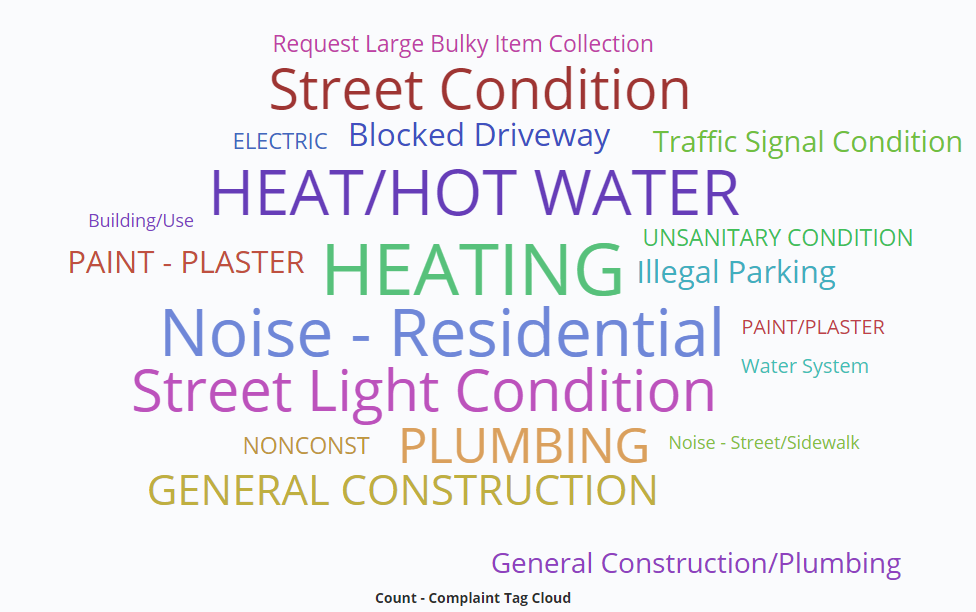 Request Large Bulky Item Collection
Street Condition
ELECTRIC
Blocked Driveway
Traffic Signal Condition
HEAT/HOT WATER
Building/Use
UNSANITARY CONDITION
PAINT - PLASTER
HEATING
Illegal Parking
Noise - Residential
PAINT/PLASTER
Water System
Street Light Condition
NONCONST
PLUMBING
Noise - Street/Sidewalk
GENERAL CONSTRUCTION
General Construction/Plumbing
Count - Complaint Tag Cloud